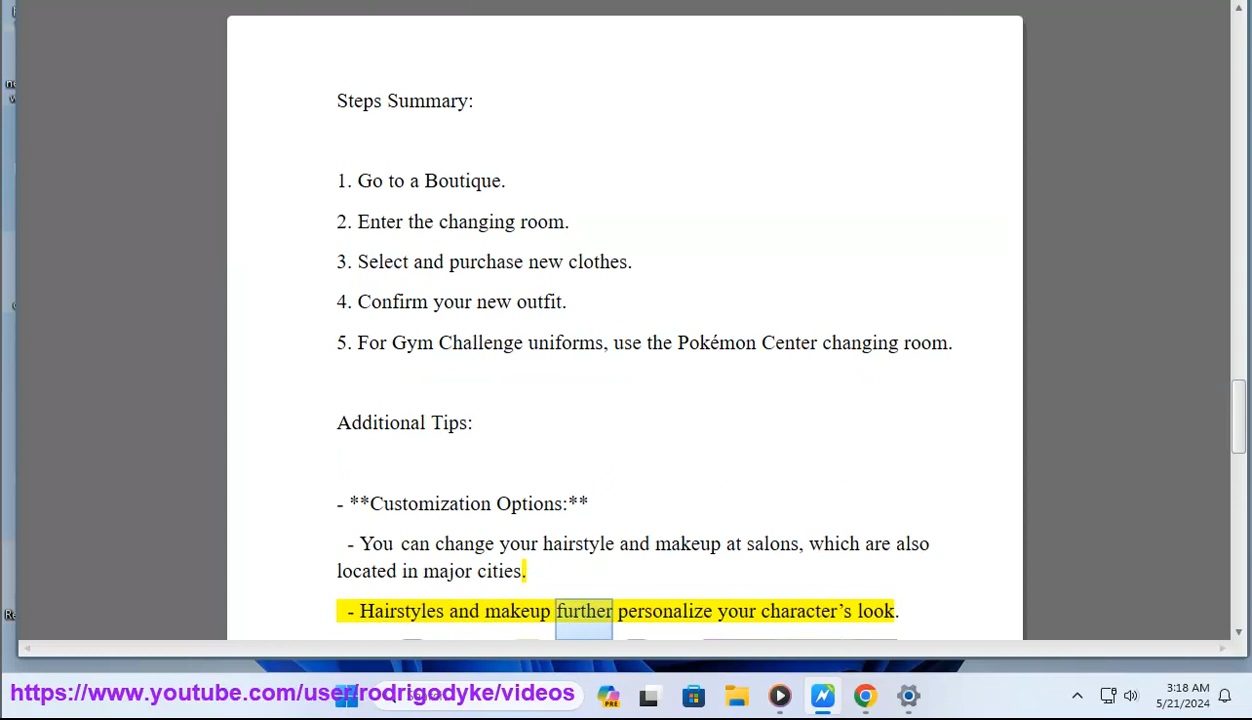 Steps Summary:
1. Go to a Boutique.
2. Enter the changing room.
3. Select and purchase new clothes.
4. Confirm your new outfit.
5. For Gym Challenge uniforms, use the Pokémon Center changing room.
Additional Tips:
- **Customization Options:**
- You can change your hairstyle and makeup at salons, which are also
located in major cities.
- Hairstyles and makeup further personalize your character’s look.
https://www.youtube.com/user/rodrigodyke/videos
PRE
3:18 AM
5/21/2024